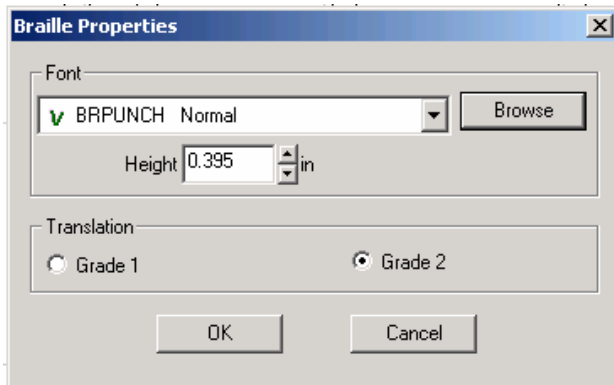 Braille Properties
Font
BRPUNCH Normal
Browse
Height 0.395 in
Translation
Grade 1 Grade 2
OK Cancel